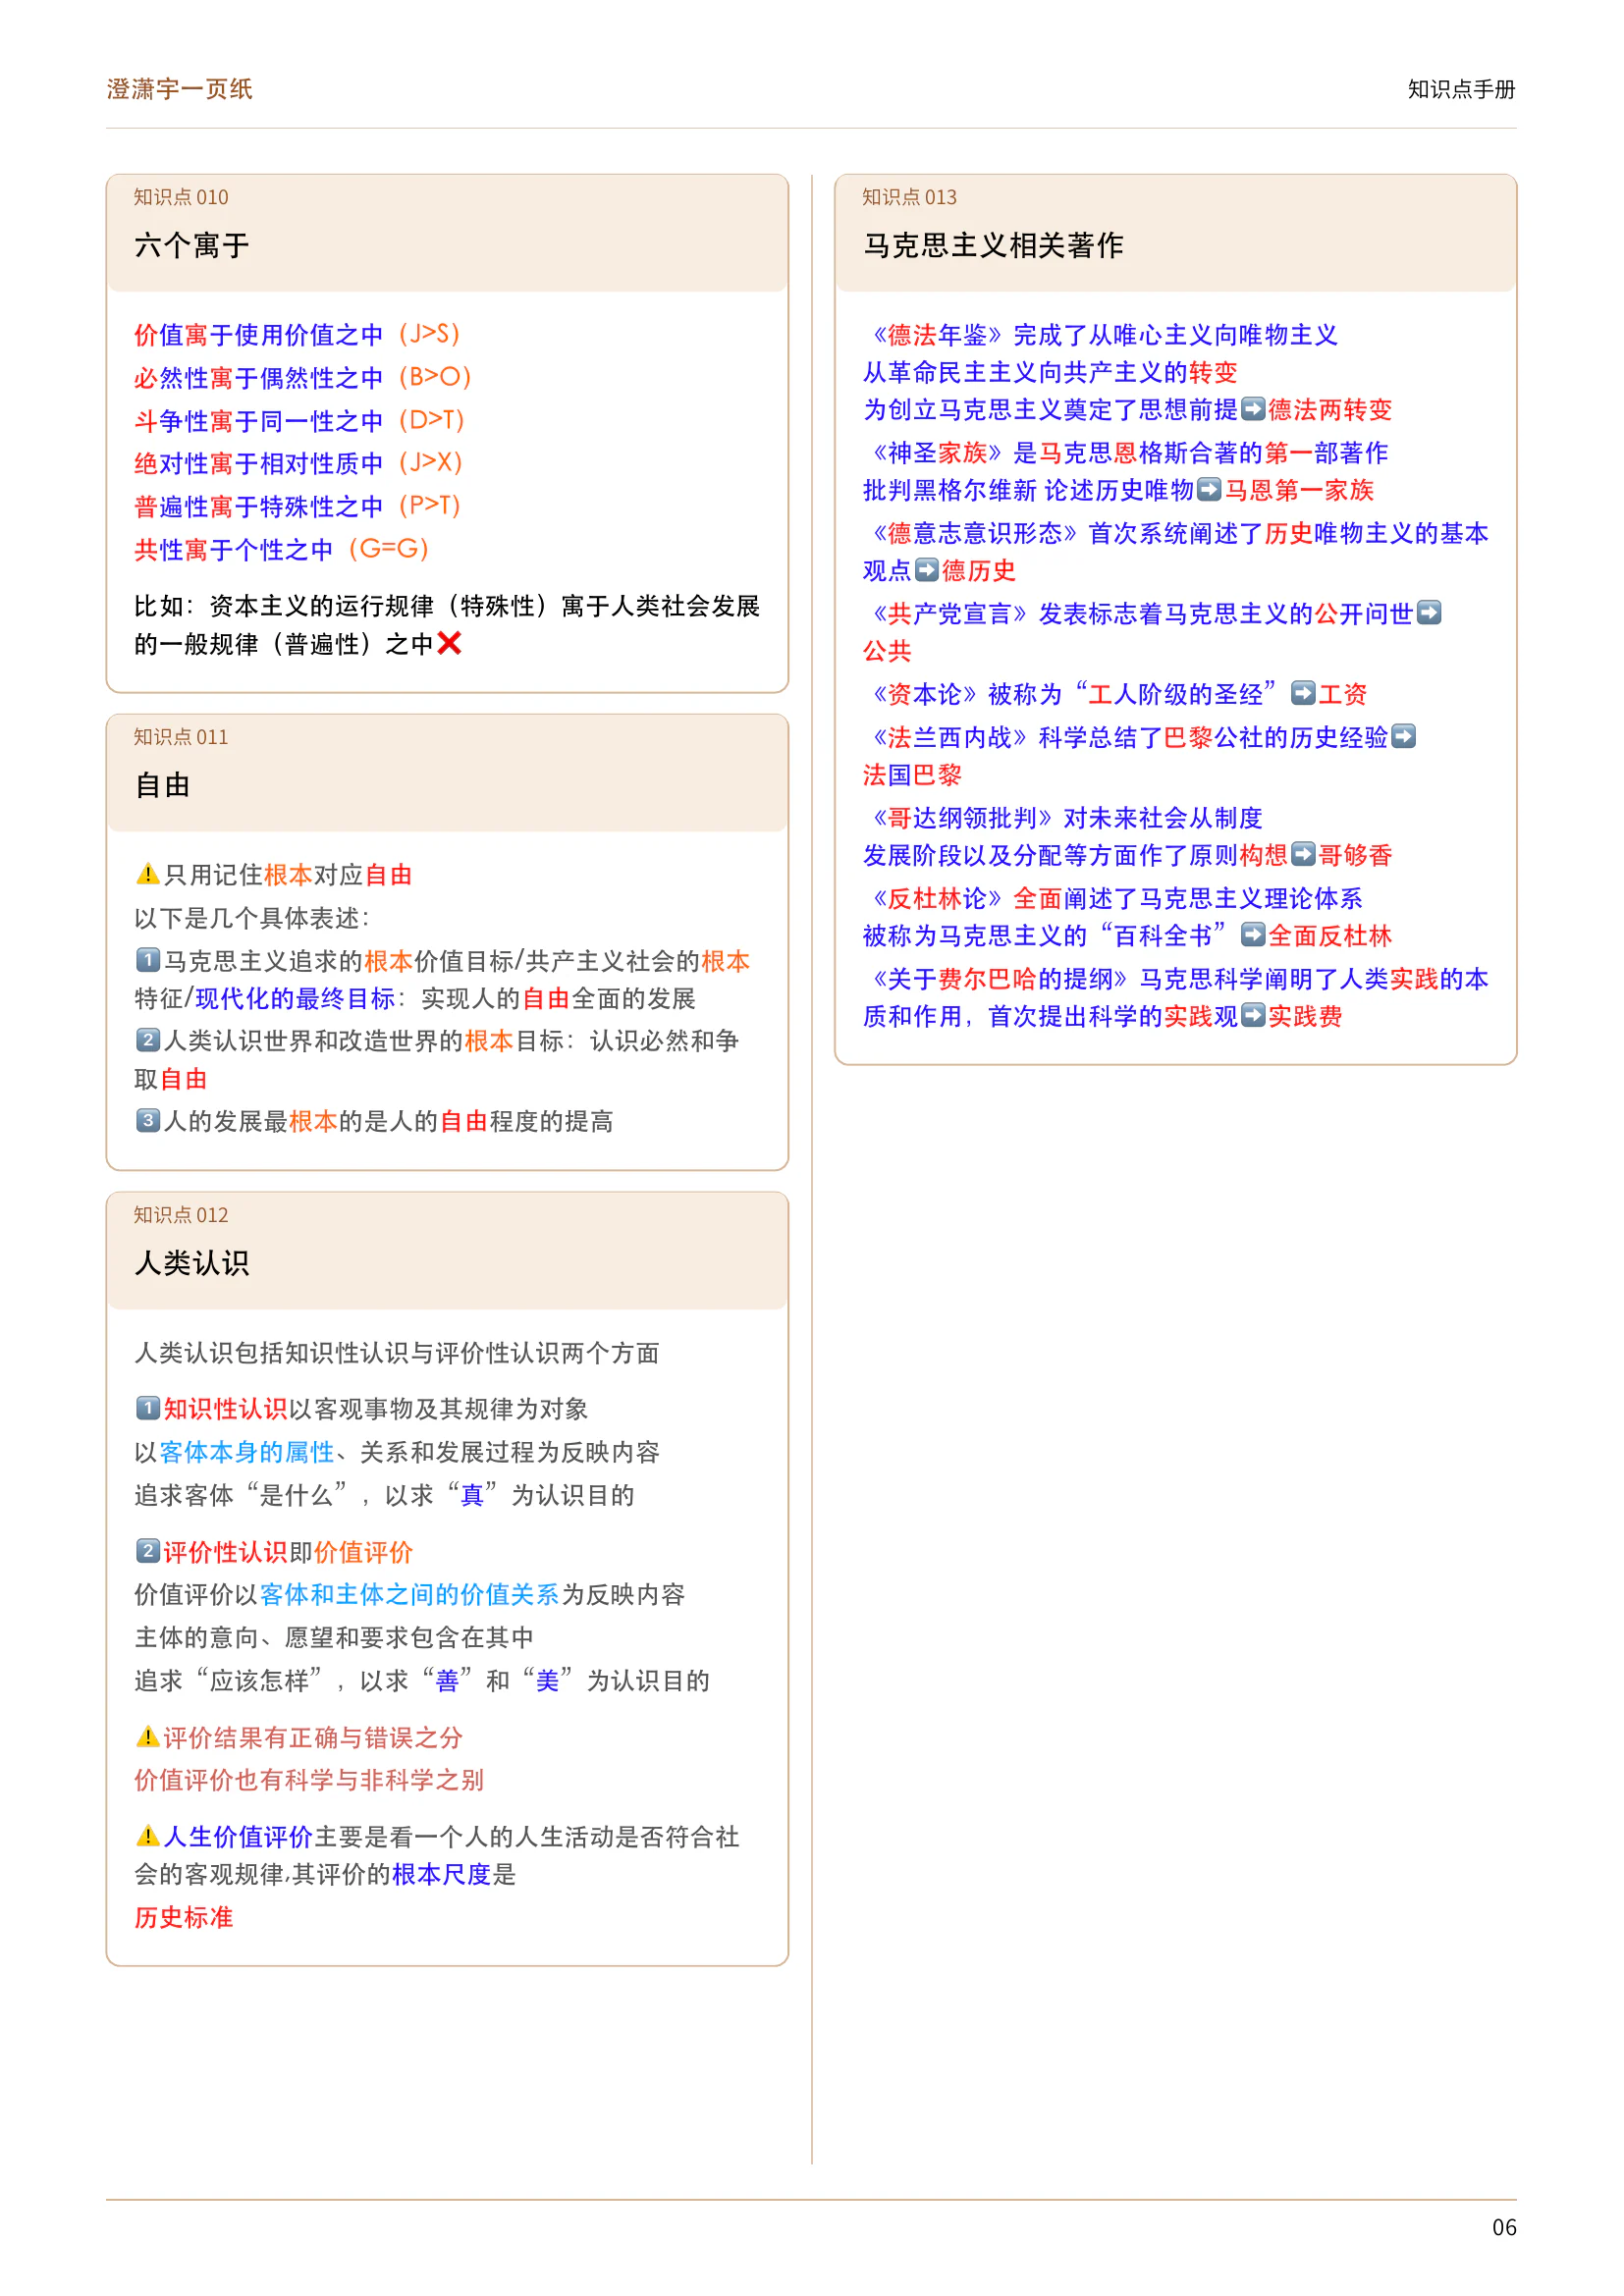 澄潇宇一页纸
知识点手册
知识点 010
六个寓于
价值寓于使用价值之中（J>S）
必然性寓于偶然性之中（B>O）
斗争性寓于同一性之中（D>T）
绝对性寓于相对性质中（J>X）
普遍性寓于特殊性之中（P>T）
共性寓于个性之中（G=G）
比如：资本主义的运行规律（特殊性）寓于人类社会发展
的一般规律（普遍性）之中❌
知识点 011
自由
⚠️只用记住根本对应自由
以下是几个具体表述：
1️⃣马克思主义追求的根本价值目标/共产主义社会的根本
特征/现代化的最终目标：实现人的自由全面的发展
2️⃣人类认识世界和改造世界的根本目标：认识必然和争
取自由
3️⃣人的发展最根本的是人的自由程度的提高
知识点 012
人类认识
人类认识包括知识性认识与评价性认识两个方面
1️⃣知识性认识以客观事物及其规律为对象
以客体本身的属性、关系和发展过程为反映内容
追求客体“是什么”，以求“真”为认识目的
2️⃣评价性认识即价值评价
价值评价以客体和主体之间的价值关系为反映内容
主体的意向、愿望和要求包含在其中
追求“应该怎样”，以求“善”和“美”为认识目的
⚠️评价结果有正确与错误之分
价值评价也有科学与非科学之别
⚠️人生价值评价主要是看一个人的人生活动是否符合社
会的客观规律,其评价的根本尺度是
历史标准
知识点 013
马克思主义相关著作
《德法年鉴》完成了从唯心主义向唯物主义
从革命民主主义向共产主义的转变
为创立马克思主义奠定了思想前提➡️德法两转变
《神圣家族》是马克思恩格斯合著的第一部著作
批判黑格尔维新 论述历史唯物➡️马恩第一家族
《德意志意识形态》首次系统阐述了历史唯物主义的基本
观点➡️德历史
《共产党宣言》发表标志着马克思主义的公开问世➡️
公共
《资本论》被称为“工人阶级的圣经”➡️工资
《法兰西内战》科学总结了巴黎公社的历史经验➡️
法国巴黎
《哥达纲领批判》对未来社会从制度
发展阶段以及分配等方面作了原则构想➡️哥够香
《反杜林论》全面阐述了马克思主义理论体系
被称为马克思主义的“百科全书”➡️全面反杜林
《关于费尔巴哈的提纲》马克思科学阐明了人类实践的本
质和作用，首次提出科学的实践观➡️实践费
06